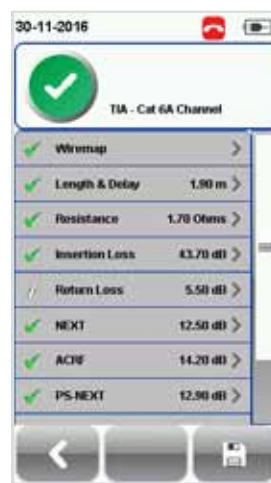 30-11-2016
TIA - Cat 6A Channel
Wiremap
Length & Delay 1.90 m
Resistance 1.78 Ohms
Insertion Loss 43.70 dB
Return Loss 5.50 dB
NEXT 12.50 dB
ACRF 14.20 dB
PS-NEXT 12.90 dB